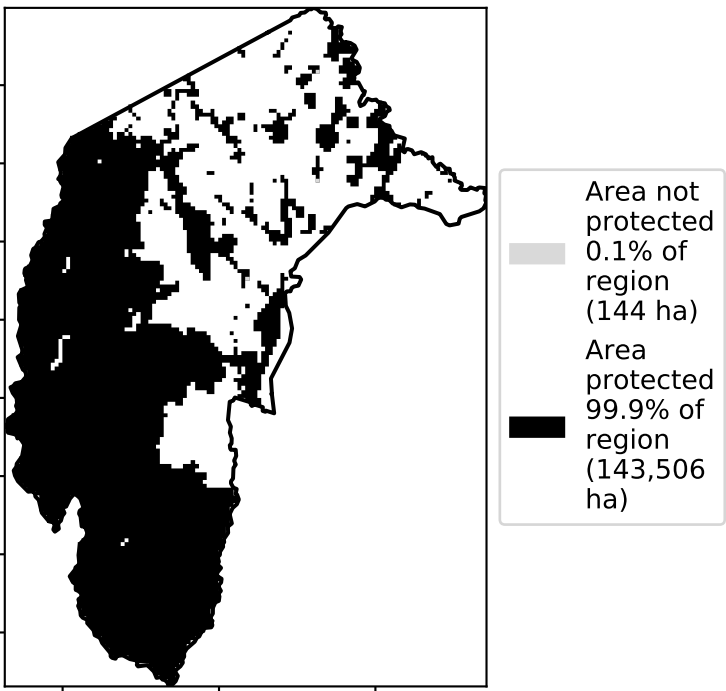 Area not
protected
0.1% of
region
(144 ha)
Area
protected
99.9% of
region
(143,506
ha)